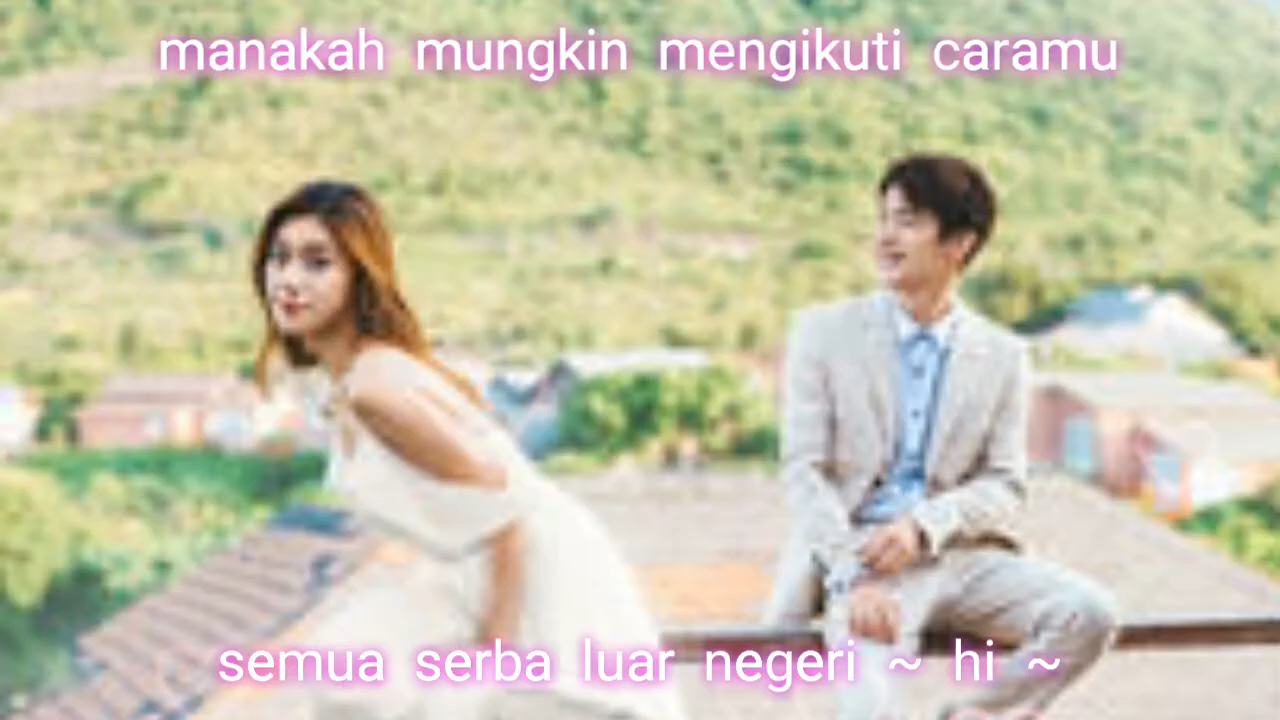 manakah mungkin mengikuti caramu
semua serba luar negeri ~ hi ~